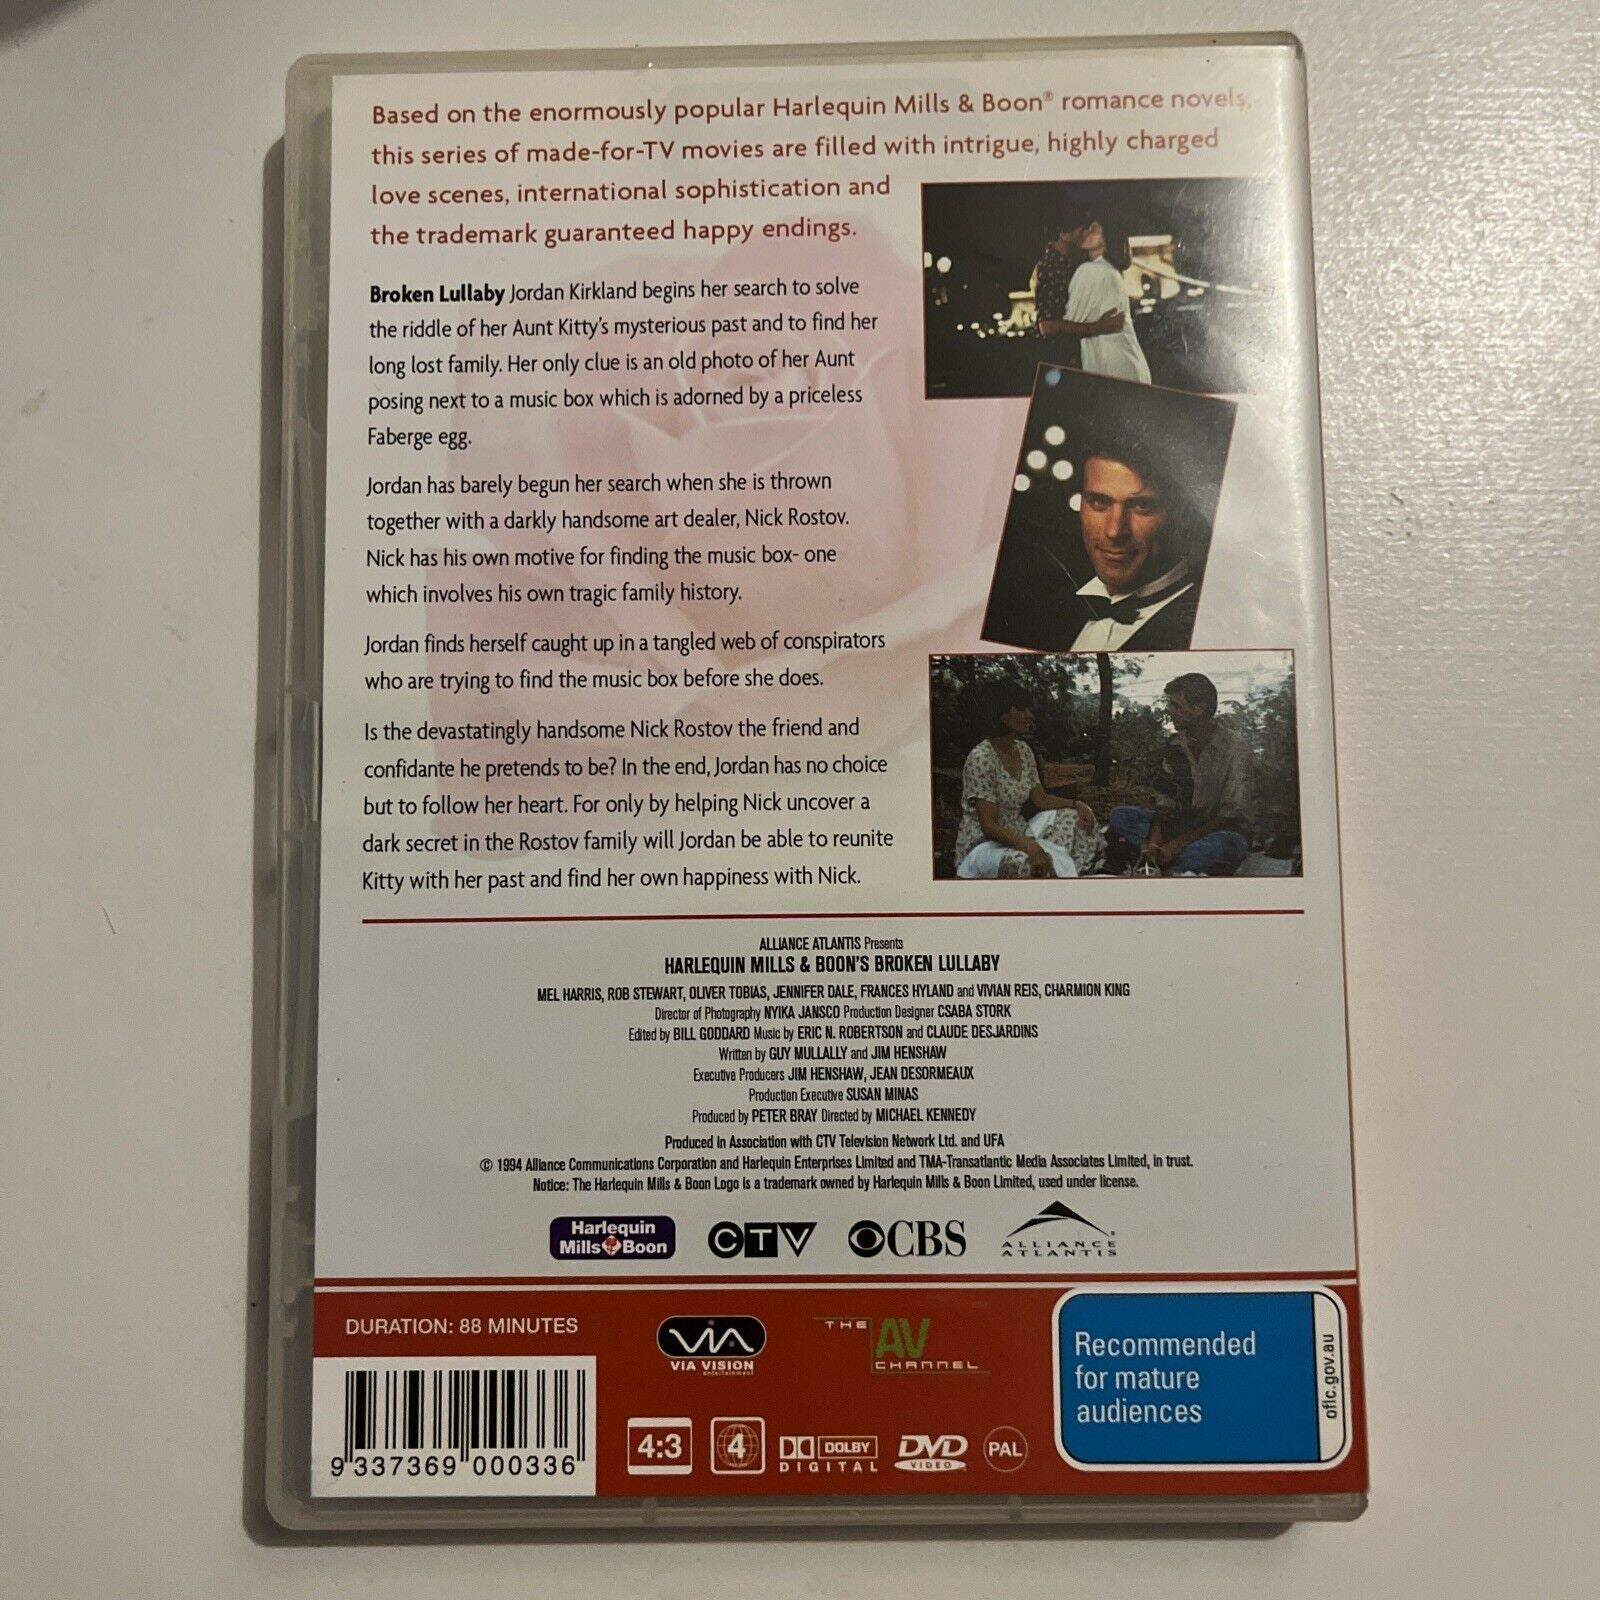 Based on the enormously popular Harlequin Mills & Boon® romance novels,
this series of made-for-TV movies are filled with intrigue, highly charged
love scenes, international sophistication and
the trademark guaranteed happy endings.
Broken Lullaby Jordan Kirkland begins her search to solve
the riddle of her Aunt Kitty's mysterious past and to find her
long lost family. Her only clue is an old photo of her Aunt
posing next to a music box which is adorned by a priceless
Faberge egg.
Jordan has barely begun her search when she is thrown
together with a darkly handsome art dealer, Nick Rostov.
Nick has his own motive for finding the music box- one
which involves his own tragic family history.
Jordan finds herself caught up in a tangled web of conspirators
who are trying to find the music box before she does.
Is the devastatingly handsome Nick Rostov the friend and
confidante he pretends to be? In the end, Jordan has no choice
but to follow her heart. For only by helping Nick uncover a
dark secret in the Rostov family will Jordan be able to reunite
Kitty with her past and find her own happiness with Nick.
ALLIANCE ATLANTIS Presents
HARLEQUIN MILLS & BOON'S BROKEN LULLABY
MEL HARRIS, ROB STEWART, OLIVER TOBIAS, JENNIFER DALE, FRANCES HYLAND and VIVIAN REIS, CHARMION KING
Director of Photography NYIKA JANSCO Production Designer CSABA STORK
Edited by BILL GODDARD Music by ERIC N. ROBERTSON and CLAUDE DESJARDINS
Written by GUY MULLALLY and JIM HENSHAW
Executive Producers JIM HENSHAW, JEAN DESORMEAUX
Production Executive SUSAN MINAS
Produced by PETER BRAY Directed by MICHAEL KENNEDY
Produced in Association with CTV Television Network Ltd. and UFA
© 1994 Alliance Communications Corporation and Harlequin Enterprises Limited and TMA-Transatlantic Media Associates Limited, in trust.
Notice: The Harlequin Mills & Boon Logo is a trademark owned by Harlequin Mills & Boon Limited, used under license.
Harlequin
Mills & Boon
CTV
CBS
ALLIANCE
ATLANTIS
DURATION: 88 MINUTES
VIA
VIA VISION
entertainment
THE
AV
CHANNEL
Recommended
for mature
audiences
oflc.gov.au
9 337369 000336
4:3
4
DOLBY
DIGITAL
DVD
VIDEO
PAL